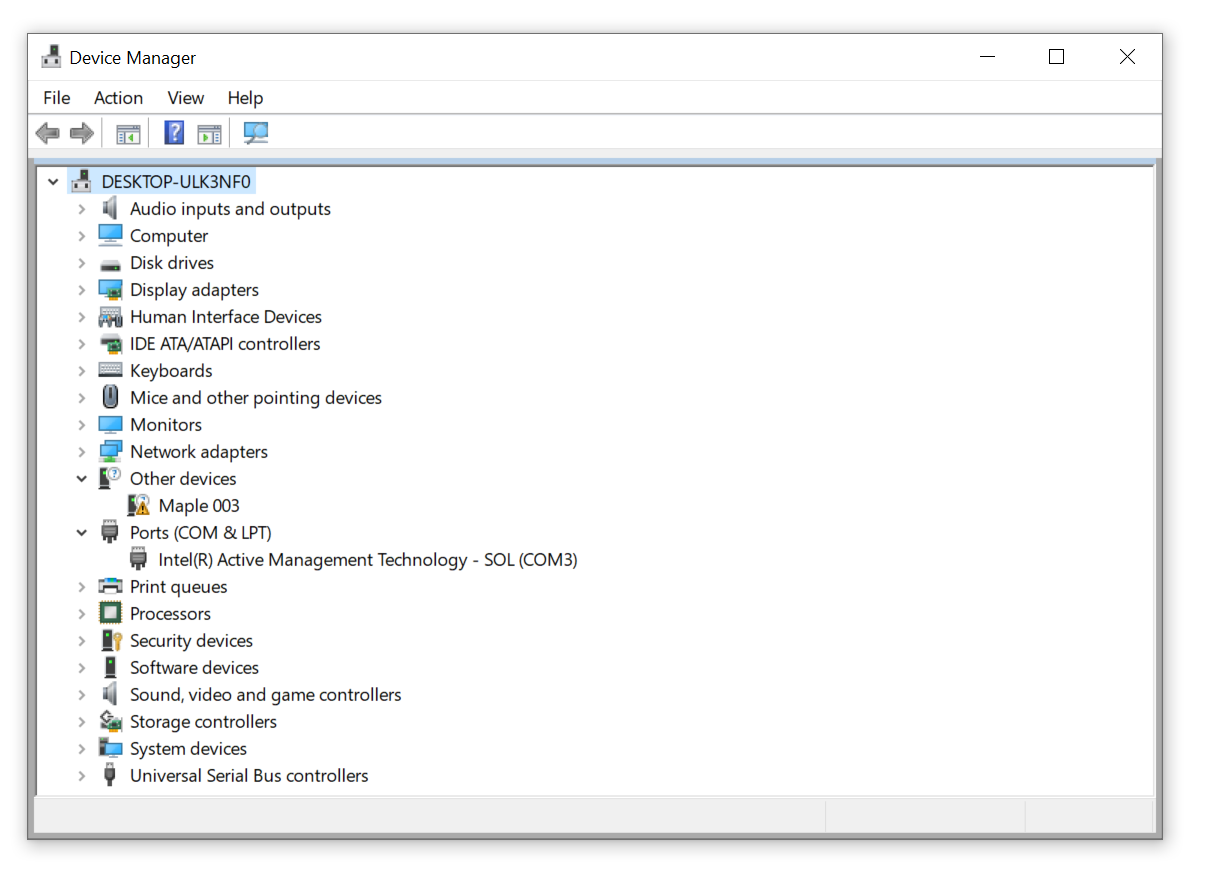 Device Manager
File Action View Help
?
DESKTOP-ULK3NF0
Audio inputs and outputs
Computer
Disk drives
Display adapters
Human Interface Devices
IDE ATA/ATAPI controllers
Keyboards
Mice and other pointing devices
Monitors
Network adapters
Other devices
Maple 003
Ports (COM & LPT)
Intel(R) Active Management Technology - SOL (COM3)
Print queues
Processors
Security devices
Software devices
Sound, video and game controllers
Storage controllers
System devices
Universal Serial Bus controllers